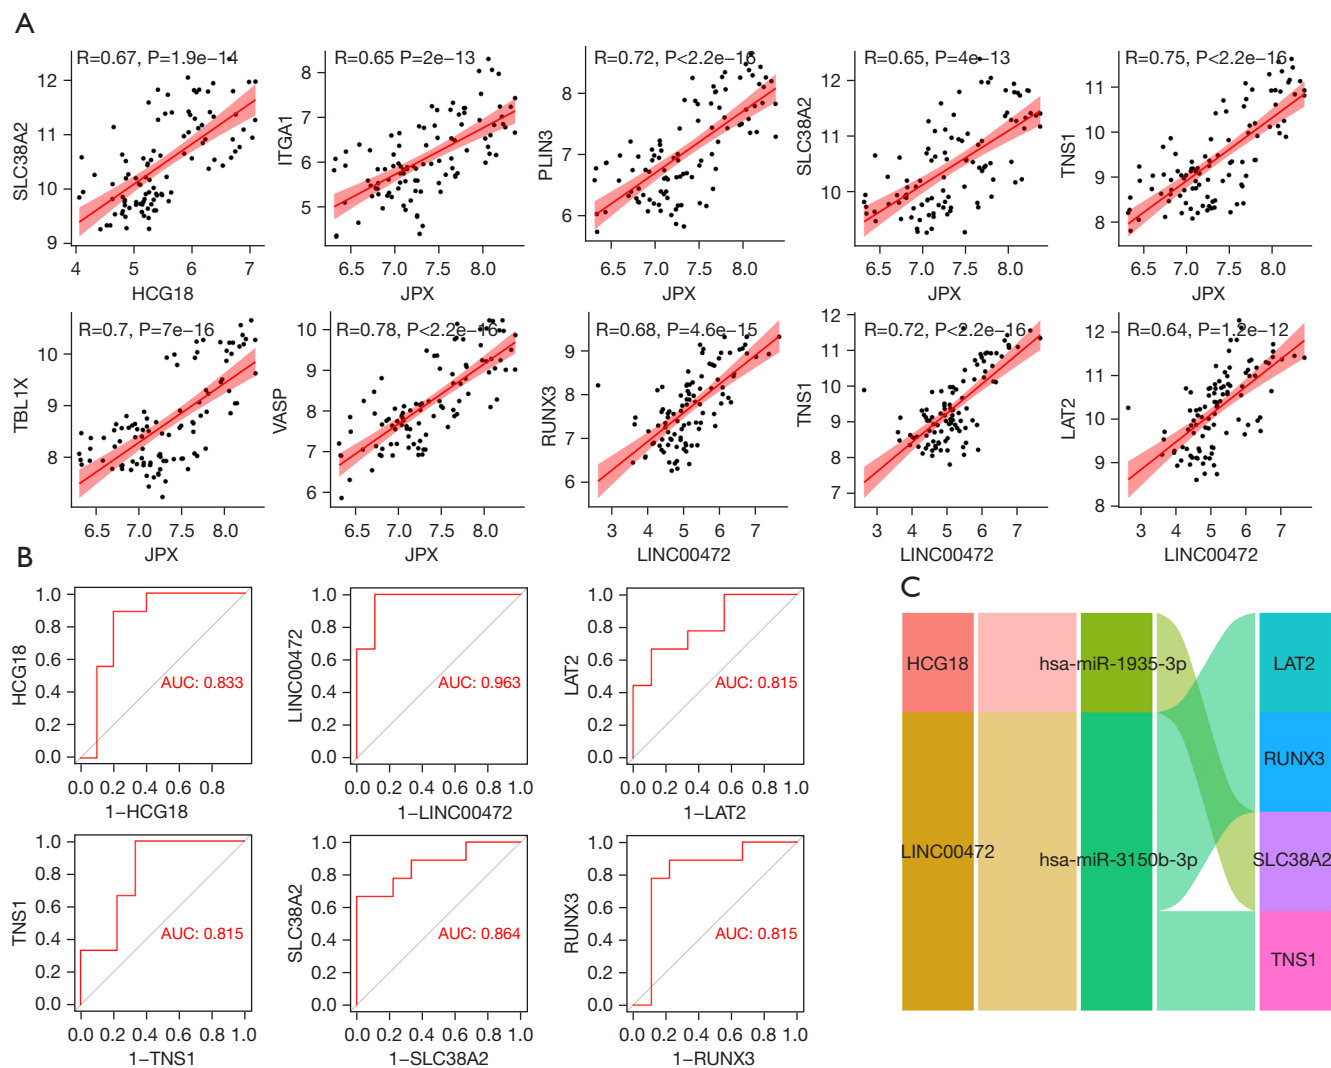 A
R=0.67, P=1.9e−14
SLC38A2
12
11
10
9
4 5 6 7
HCG18
R=0.65 P=2e−13
ITGA1
8
7
6
5
6.5 7.0 7.5 8.0
JPX
R=0.72, P<2.2e−16
PLIN3
8
7
6
6.5 7.0 7.5 8.0
JPX
R=0.65, P=4e−13
SLC38A2
12
11
10
6.5 7.0 7.5 8.0
JPX
R=0.75, P<2.2e−16
TNS1
11
10
9
8
6.5 7.0 7.5 8.0
JPX
R=0.7, P=7e−16
TBL1X
10
9
8
6.5 7.0 7.5 8.0
JPX
R=0.78, P<2.2e−16
VASP
10
9
8
7
6
6.5 7.0 7.5 8.0
JPX
R=0.68, P=4.6e−15
RUNX3
9
8
7
6
3 4 5 6 7
LINC00472
R=0.72, P<2.2e−16
TNS1
11
10
9
8
7
3 4 5 6 7
LINC00472
R=0.64, P=1.2e−12
LAT2
12
11
10
9
8
3 4 5 6 7
LINC00472
B
HCG18
1.0
0.8
0.6
0.4
0.2
0.0
AUC: 0.833
0.0 0.2 0.4 0.6 0.8 1.0
1−HCG18
LINC00472
1.0
0.8
0.6
0.4
0.2
0.0
AUC: 0.963
0.0 0.2 0.4 0.6 0.8 1.0
1−LINC00472
LAT2
1.0
0.8
0.6
0.4
0.2
0.0
AUC: 0.815
0.0 0.2 0.4 0.6 0.8 1.0
1−LAT2
TNS1
1.0
0.8
0.6
0.4
0.2
0.0
AUC: 0.815
0.0 0.2 0.4 0.6 0.8 1.0
1−TNS1
SLC38A2
1.0
0.8
0.6
0.4
0.2
0.0
AUC: 0.864
0.0 0.2 0.4 0.6 0.8 1.0
1−SLC38A2
RUNX3
1.0
0.8
0.6
0.4
0.2
0.0
AUC: 0.815
0.0 0.2 0.4 0.6 0.8 1.0
1−RUNX3
C
HCG18
hsa−miR−1935−3p
LAT2
RUNX3
LINC00472
hsa−miR−3150b−3p
SLC38A2
TNS1